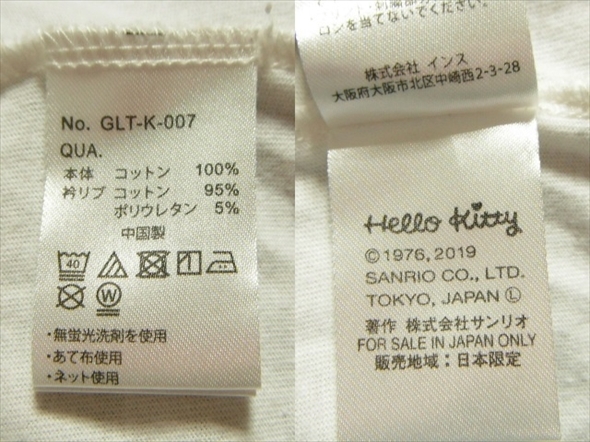 No. GLT-K-007
QUA.
本体 コットン 100%
衿リブ コットン 95%
ポリウレタン 5%
中国製
40
W
・無蛍光洗剤を使用
・あて布使用
・ネット使用
ロンを当てないでください。
株式会社 インス
大阪府大阪市北区中崎西2-3-28
Hello Kitty
©1976, 2019
SANRIO CO., LTD.
TOKYO, JAPAN Ⓛ
著作 株式会社サンリオ
FOR SALE IN JAPAN ONLY
販売地域：日本限定